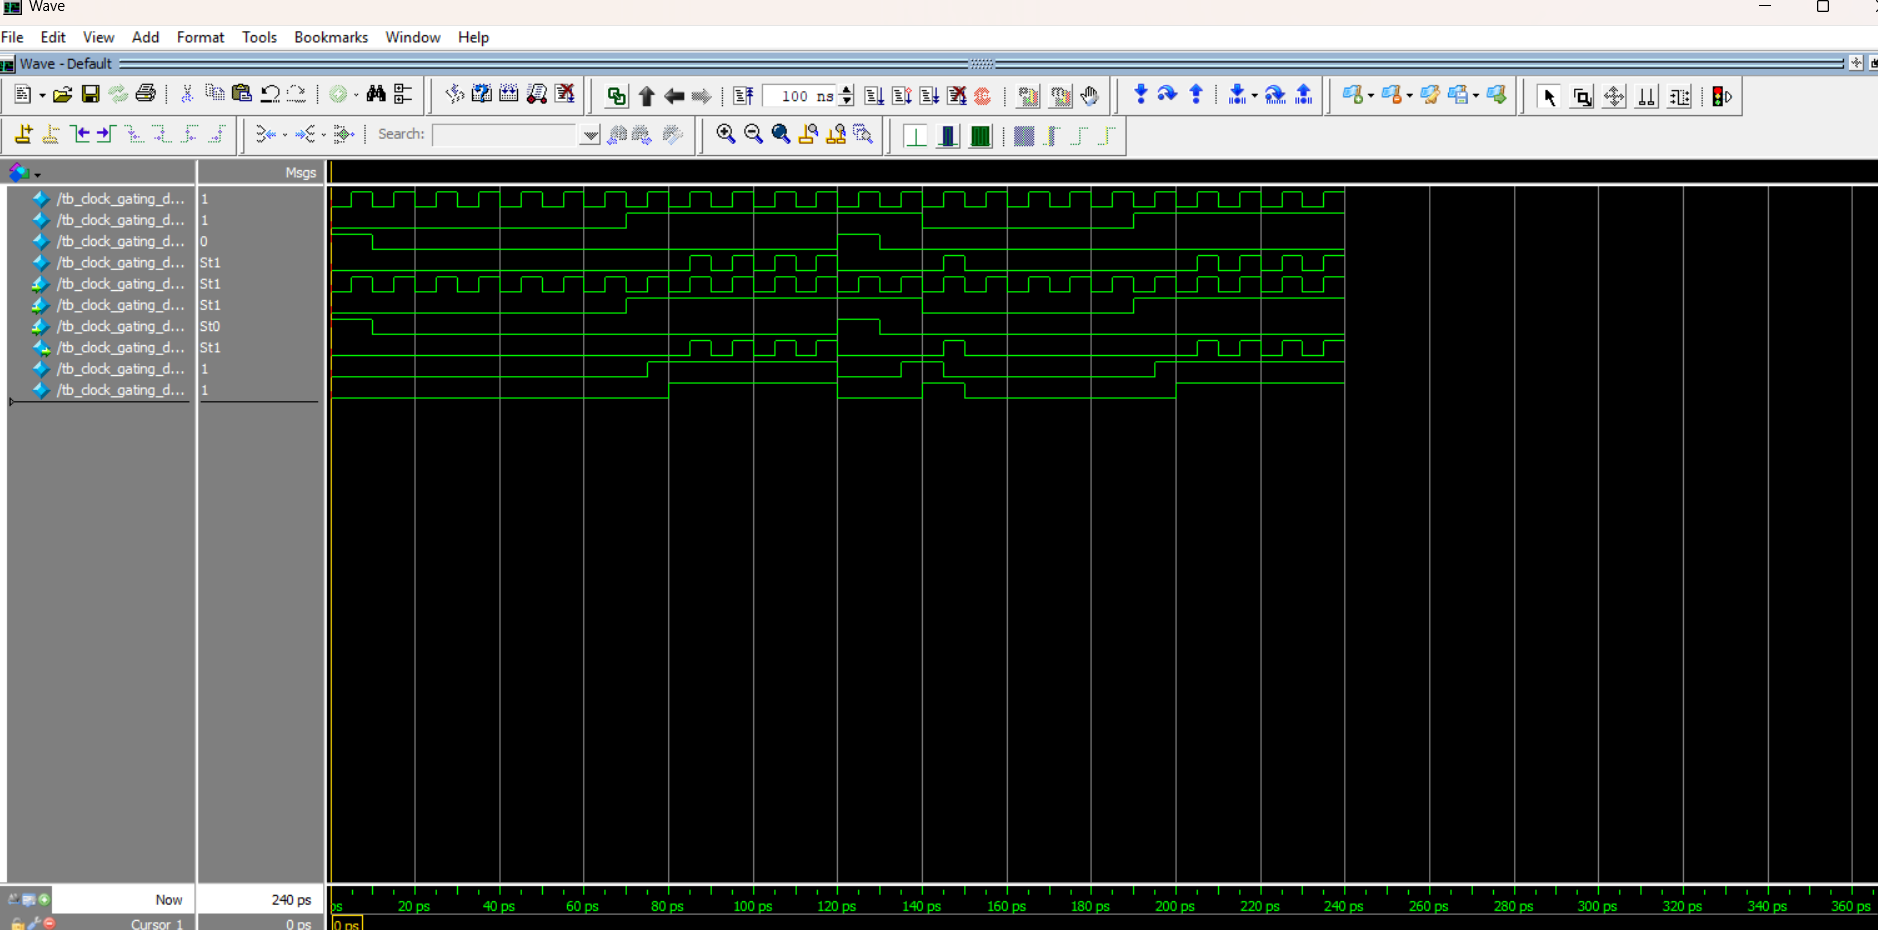 Wave
File Edit View Add Format Tools Bookmarks Window Help
Wave - Default
100 ns
Search:
Msgs
/tb_clock_gating_d... 1
/tb_clock_gating_d... 1
/tb_clock_gating_d... 0
/tb_clock_gating_d... St1
/tb_clock_gating_d... St1
/tb_clock_gating_d... St1
/tb_clock_gating_d... St0
/tb_clock_gating_d... St1
/tb_clock_gating_d... 1
/tb_clock_gating_d... 1
Now 240 ps
ps 20 ps 40 ps 60 ps 80 ps 100 ps 120 ps 140 ps 160 ps 180 ps 200 ps 220 ps 240 ps 260 ps 280 ps 300 ps 320 ps 340 ps 360 ps
Cursor 1 0 ps 0 ps